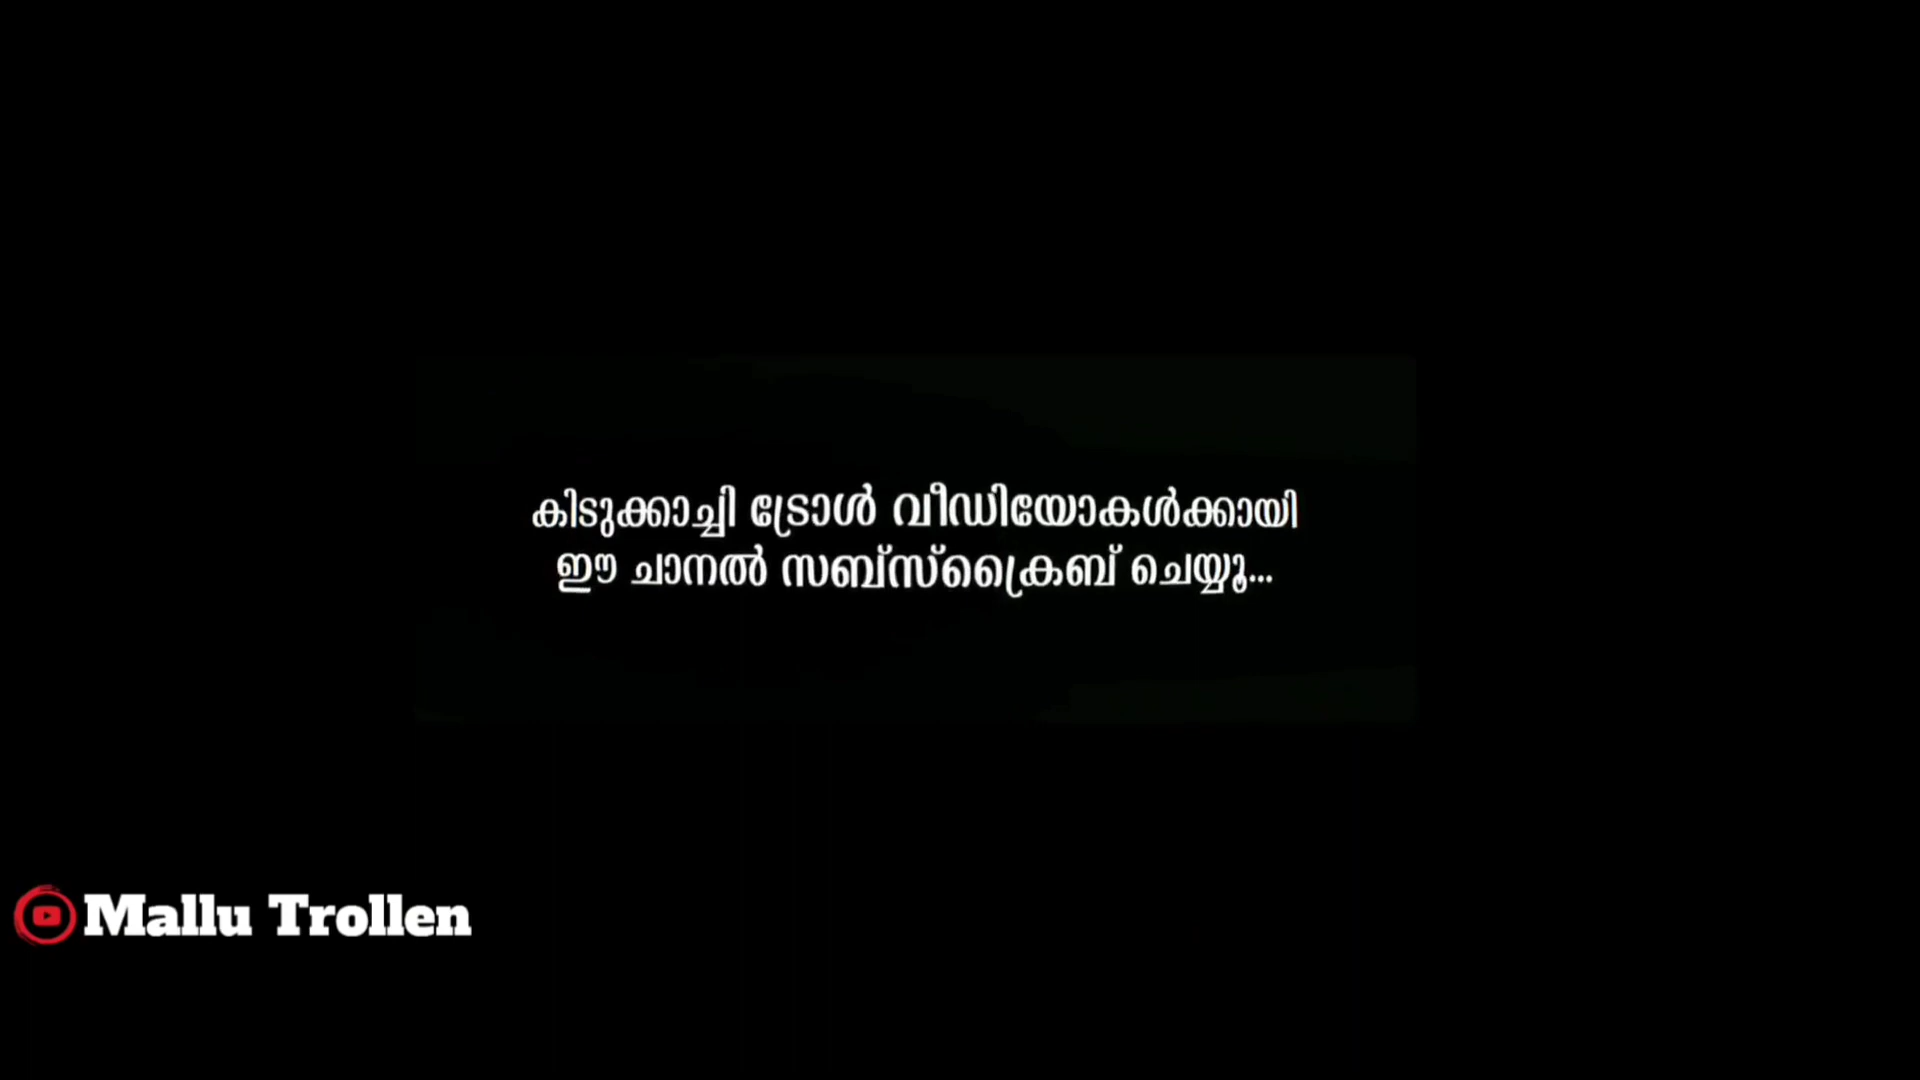 കിടുക്കാച്ചി ട്രോൾ വീഡിയോകൾക്കായി
ഈ ചാനൽ സബ്സ്ക്രൈബ് ചെയ്യൂ...
Mallu Trollen